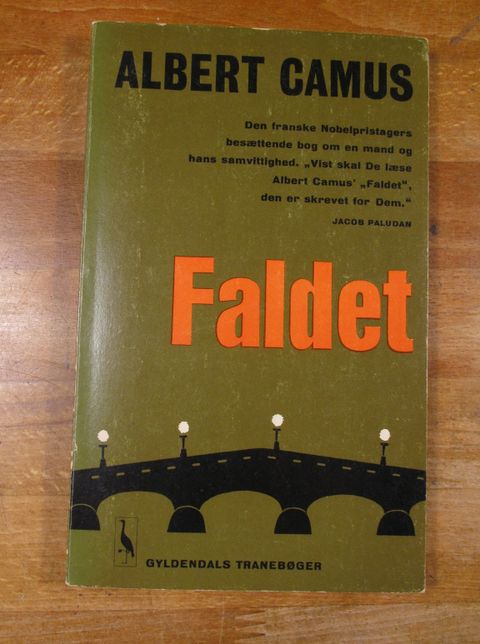 ALBERT CAMUS
Den franske Nobelpristagers
besættende bog om en mand og
hans samvittighed. „Vist skal De læse
Albert Camus' „Faldet“,
den er skrevet for Dem.“
JACOB PALUDAN
Faldet
GYLDENDALS TRANEBØGER